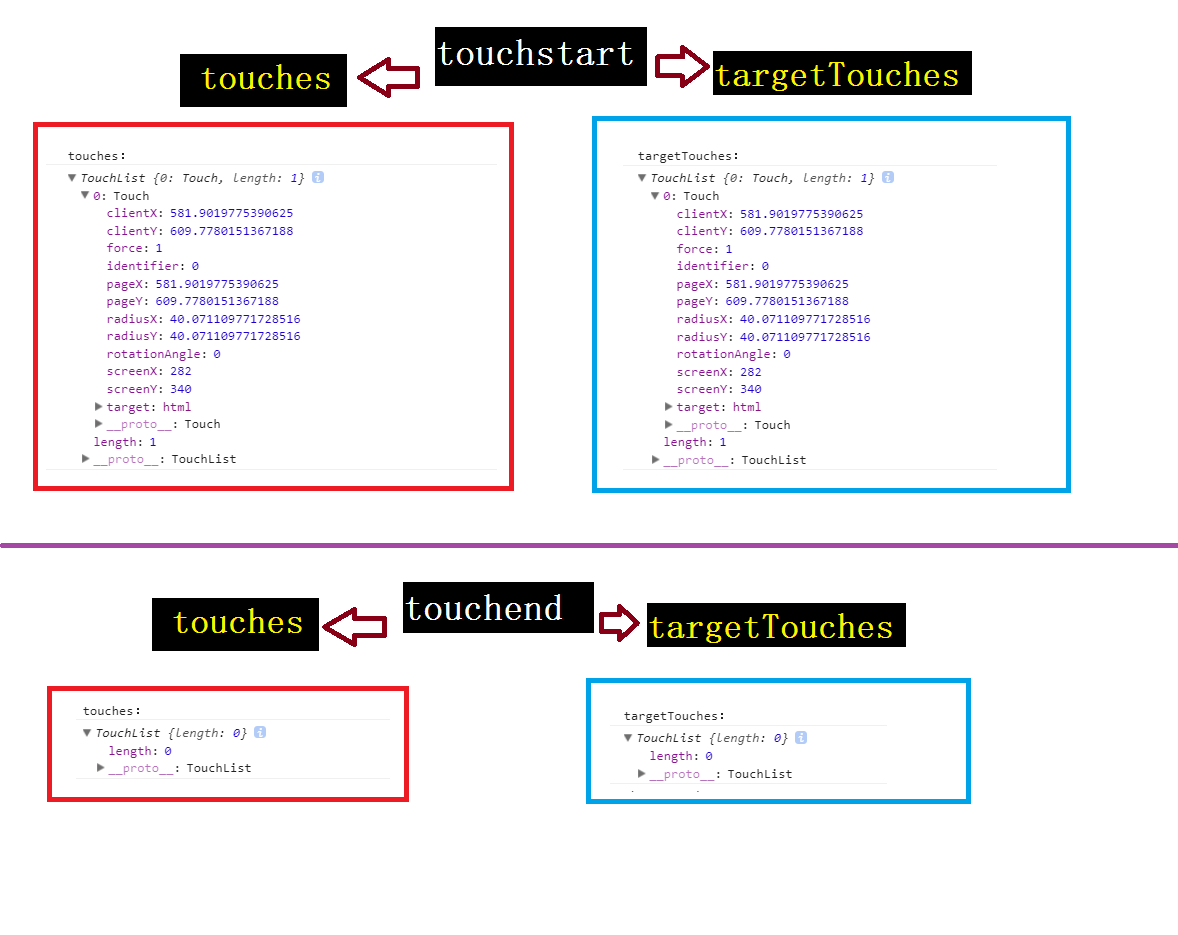 touchstart
touches
targetTouches
touches:
TouchList {0: Touch, length: 1}
0: Touch
clientX: 581.9019775390625
clientY: 609.7780151367188
force: 1
identifier: 0
pageX: 581.9019775390625
pageY: 609.7780151367188
radiusX: 40.071109771728516
radiusY: 40.071109771728516
rotationAngle: 0
screenX: 282
screenY: 340
target: html
__proto__: Touch
length: 1
__proto__: TouchList
targetTouches:
TouchList {0: Touch, length: 1}
0: Touch
clientX: 581.9019775390625
clientY: 609.7780151367188
force: 1
identifier: 0
pageX: 581.9019775390625
pageY: 609.7780151367188
radiusX: 40.071109771728516
radiusY: 40.071109771728516
rotationAngle: 0
screenX: 282
screenY: 340
target: html
__proto__: Touch
length: 1
__proto__: TouchList
touchend
touches
targetTouches
touches:
TouchList {length: 0}
length: 0
__proto__: TouchList
targetTouches:
TouchList {length: 0}
length: 0
__proto__: TouchList